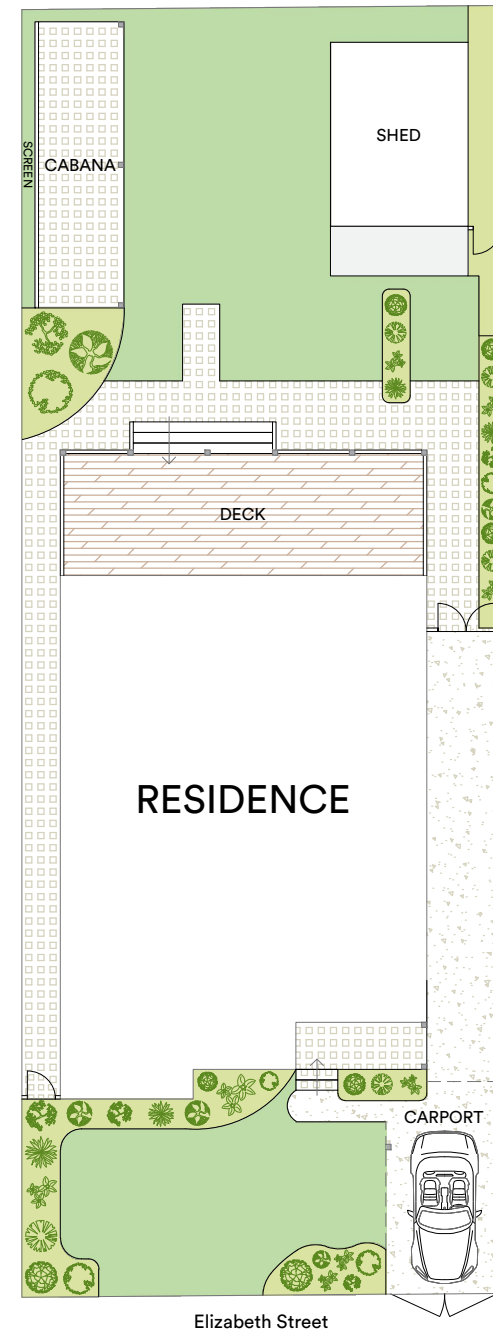 SHED
SCREEN
CABANA
DECK
RESIDENCE
CARPORT
Elizabeth Street